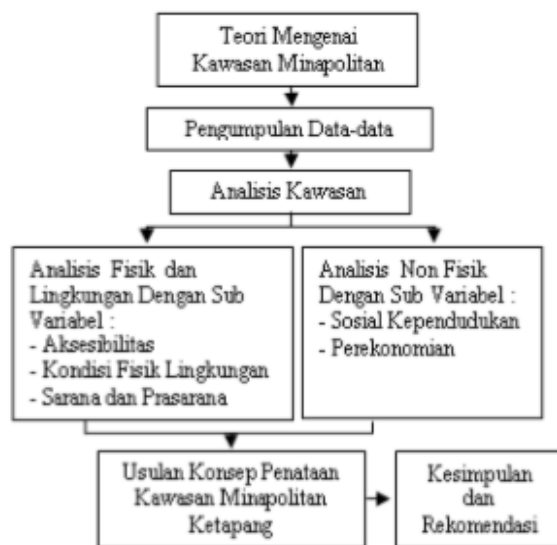 Teori Mengenai
Kawasan Minapolitan
Pengumpulan Data-data
Analisis Kawasan
Analisis Fisik dan
Lingkungan Dengan Sub
Variabel :
- Aksesibilitas
- Kondisi Fisik Lingkungan
- Sarana dan Prasarana
Analisis Non Fisik
Dengan Sub Variabel :
- Sosial Kependudukan
- Perekonomian
Usulan Konsep Penataan
Kawasan Minapolitan
Ketapang
Kesimpulan
dan
Rekomendasi